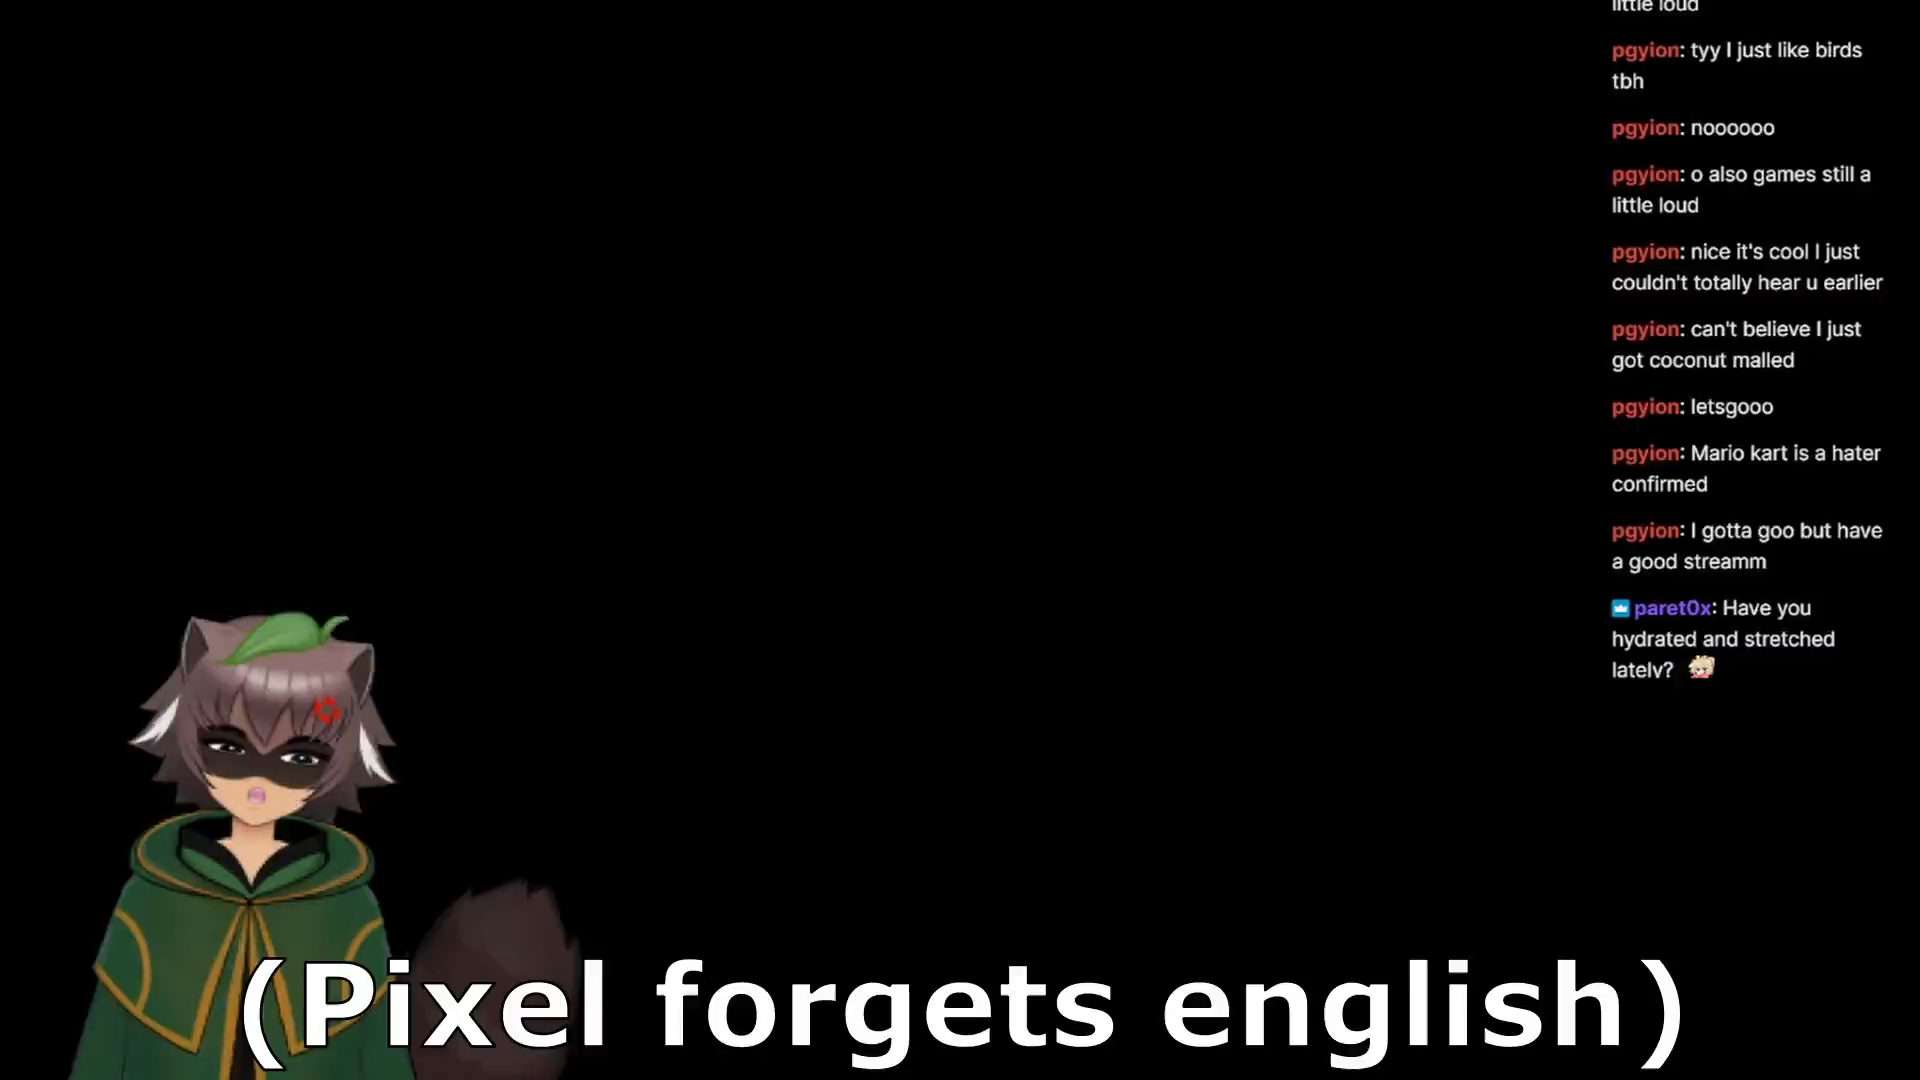 little loud
pgyion: tyy I just like birds
tbh
pgyion: noooooo
pgyion: o also games still a
little loud
pgyion: nice it's cool I just
couldn't totally hear u earlier
pgyion: can't believe I just
got coconut malled
pgyion: letsgooo
pgyion: Mario kart is a hater
confirmed
pgyion: I gotta goo but have
a good streamm
paret0x: Have you
hydrated and stretched
lately?
(Pixel forgets english)